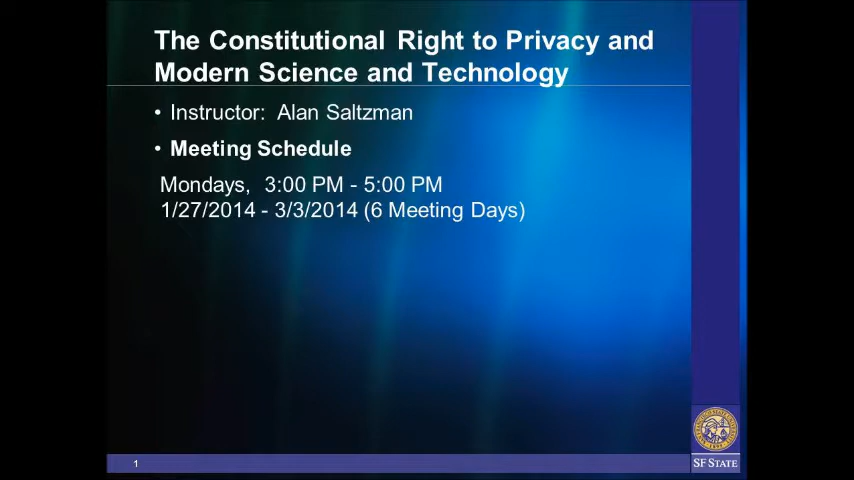 The Constitutional Right to Privacy and
Modern Science and Technology
• Instructor: Alan Saltzman
• Meeting Schedule
Mondays, 3:00 PM - 5:00 PM
1/27/2014 - 3/3/2014 (6 Meeting Days)
1
SF STATE